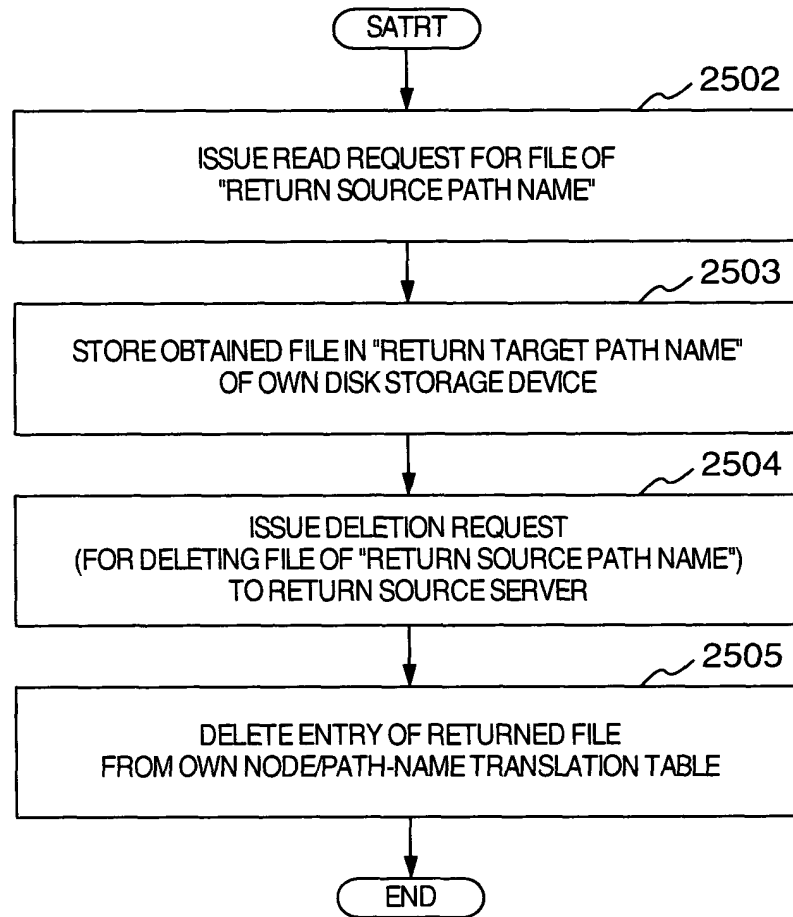 SATRT
2502
ISSUE READ REQUEST FOR FILE OF
"RETURN SOURCE PATH NAME"
2503
STORE OBTAINED FILE IN "RETURN TARGET PATH NAME"
OF OWN DISK STORAGE DEVICE
2504
ISSUE DELETION REQUEST
(FOR DELETING FILE OF "RETURN SOURCE PATH NAME")
TO RETURN SOURCE SERVER
2505
DELETE ENTRY OF RETURNED FILE
FROM OWN NODE/PATH-NAME TRANSLATION TABLE
END